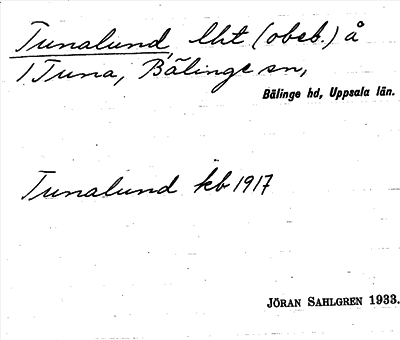 Tunalund, lht (obeb.) å
1 Tuna, Bälinge sn,
Bälinge hd, Uppsala län.
Tunalund kb 1917
JÖRAN SAHLGREN 1933.